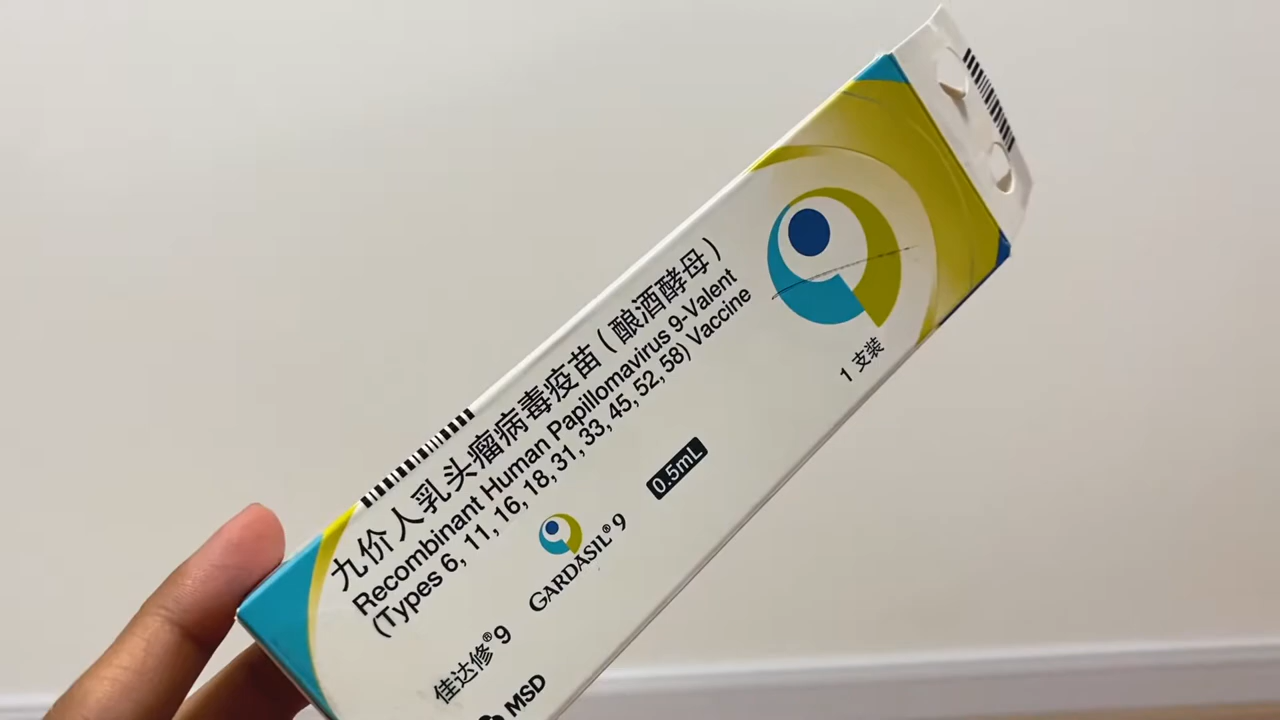 九价人乳头瘤病毒疫苗（酿酒酵母）
Recombinant Human Papillomavirus 9-Valent
(Types 6, 11, 16, 18, 31, 33, 45, 52, 58) Vaccine
1 支装
0.5mL
GARDASIL® 9
佳达修® 9
MSD